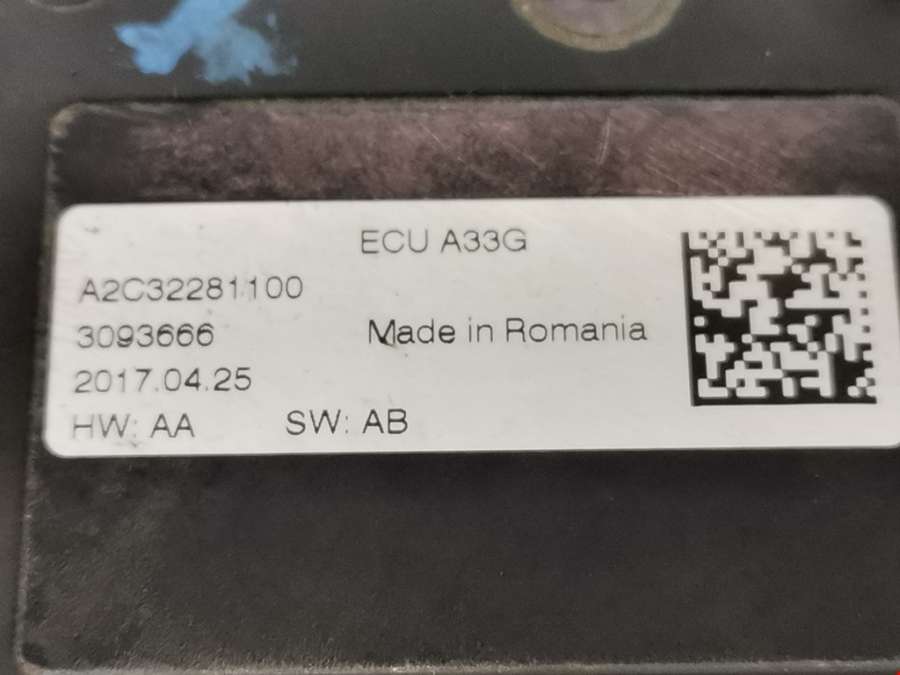 ECU A33G
A2C32281100
3093666 Made in Romania
2017.04.25
HW: AA SW: AB